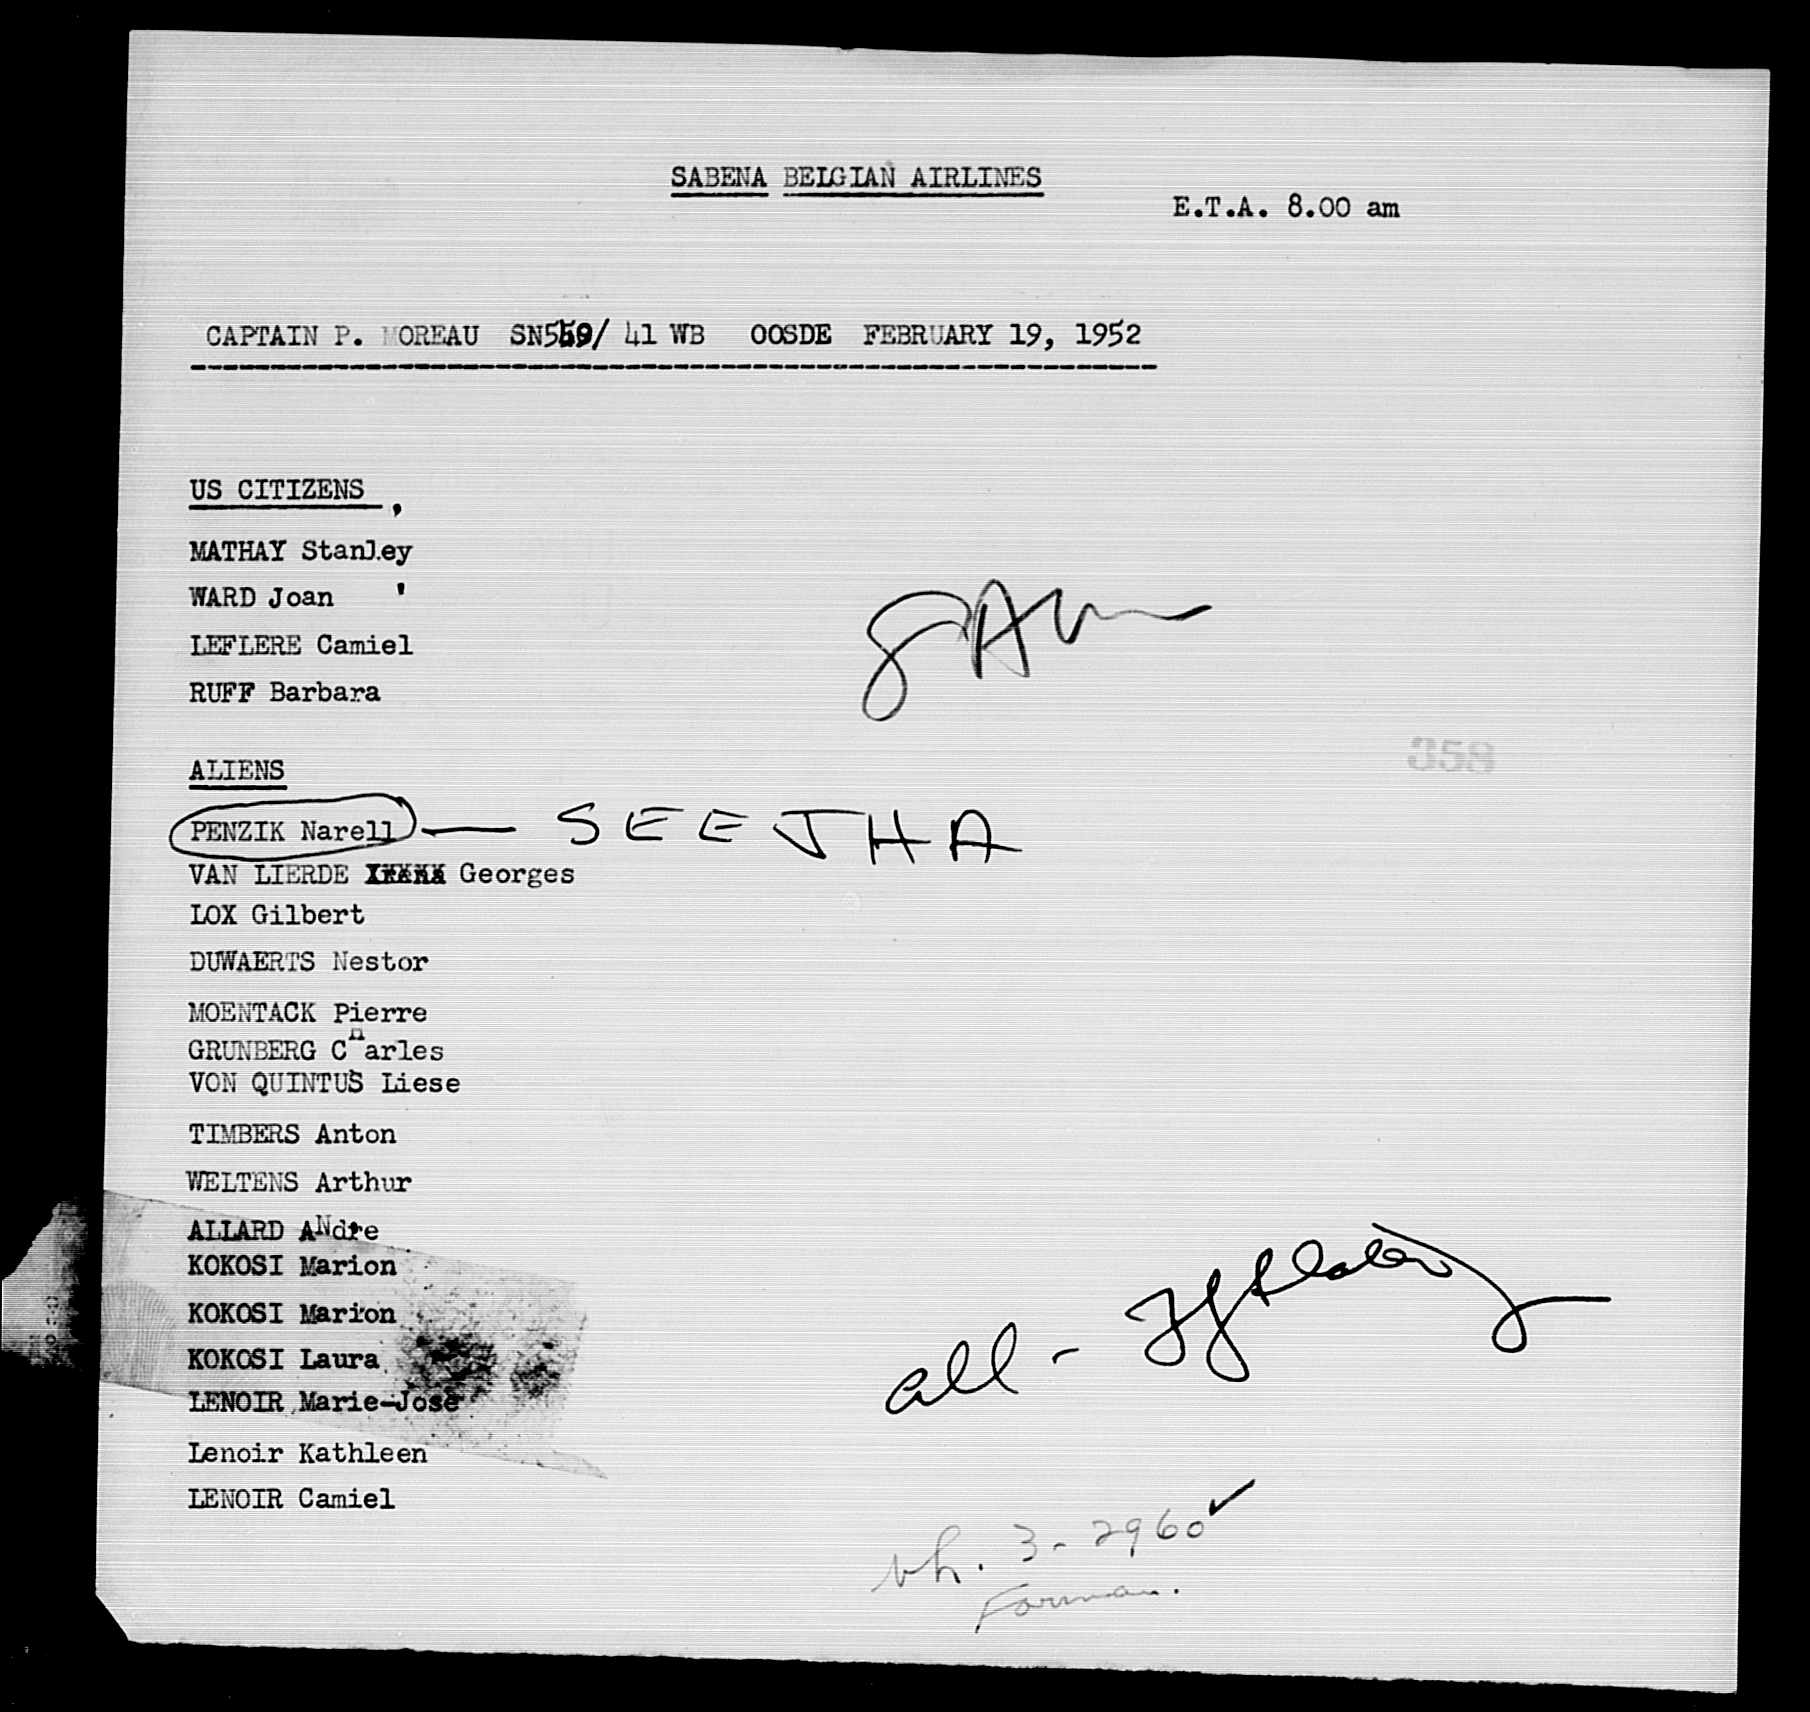 SABENA BELGIAN AIRLINES
E.T.A. 8.00 am
CAPTAIN P. MOREAU SN559/ 41 WB OOSDE FEBRUARY 19, 1952
US CITIZENS
MATHAY Stanley
WARD Joan
LEFLERE Camiel
RUFF Barbara
358
ALIENS
PENZIK Narell — SEETHA
VAN LIERDE Georges
LOX Gilbert
DUWAERTS Nestor
MOENTACK Pierre
GRUNBERG Charles
VON QUINTUS Liese
TIMBERS Anton
WELTENS Arthur
ALLARD ANdre
KOKOSI Marion
KOKOSI Marion
KOKOSI Laura
LENOIR Marie-Jose
Lenoir Kathleen
LENOIR Camiel
all -
3-2960 ✓